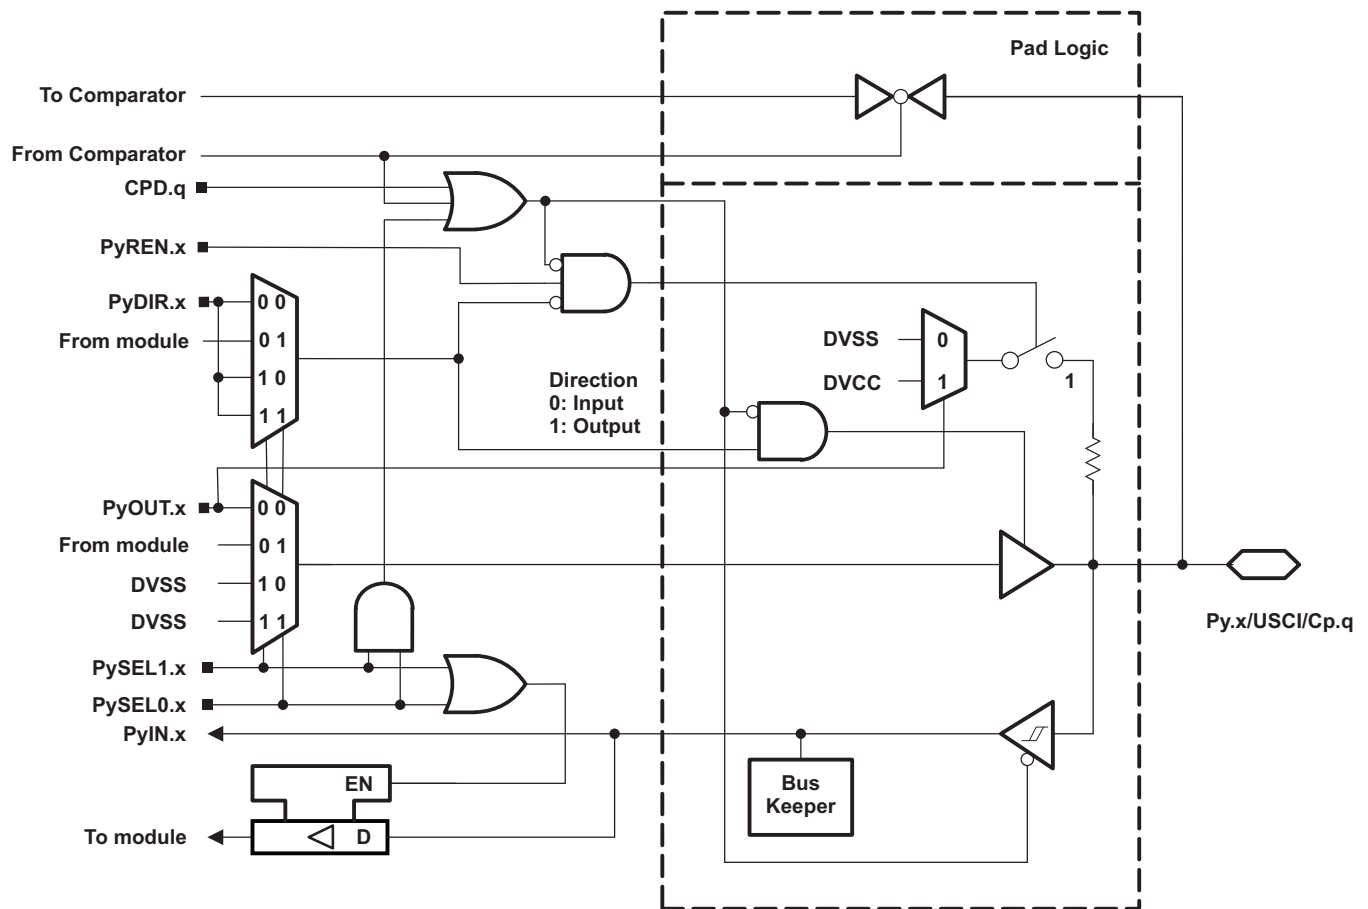 Pad Logic
To Comparator
From Comparator
CPD.q
PyREN.x
PyDIR.x
0 0
From module
0 1
1 0
1 1
DVSS
0
DVCC
1
1
Direction
0: Input
1: Output
PyOUT.x
0 0
From module
0 1
DVSS
1 0
DVSS
1 1
Py.x/USCI/Cp.q
PySEL1.x
PySEL0.x
PyIN.x
EN
Bus
Keeper
To module
D